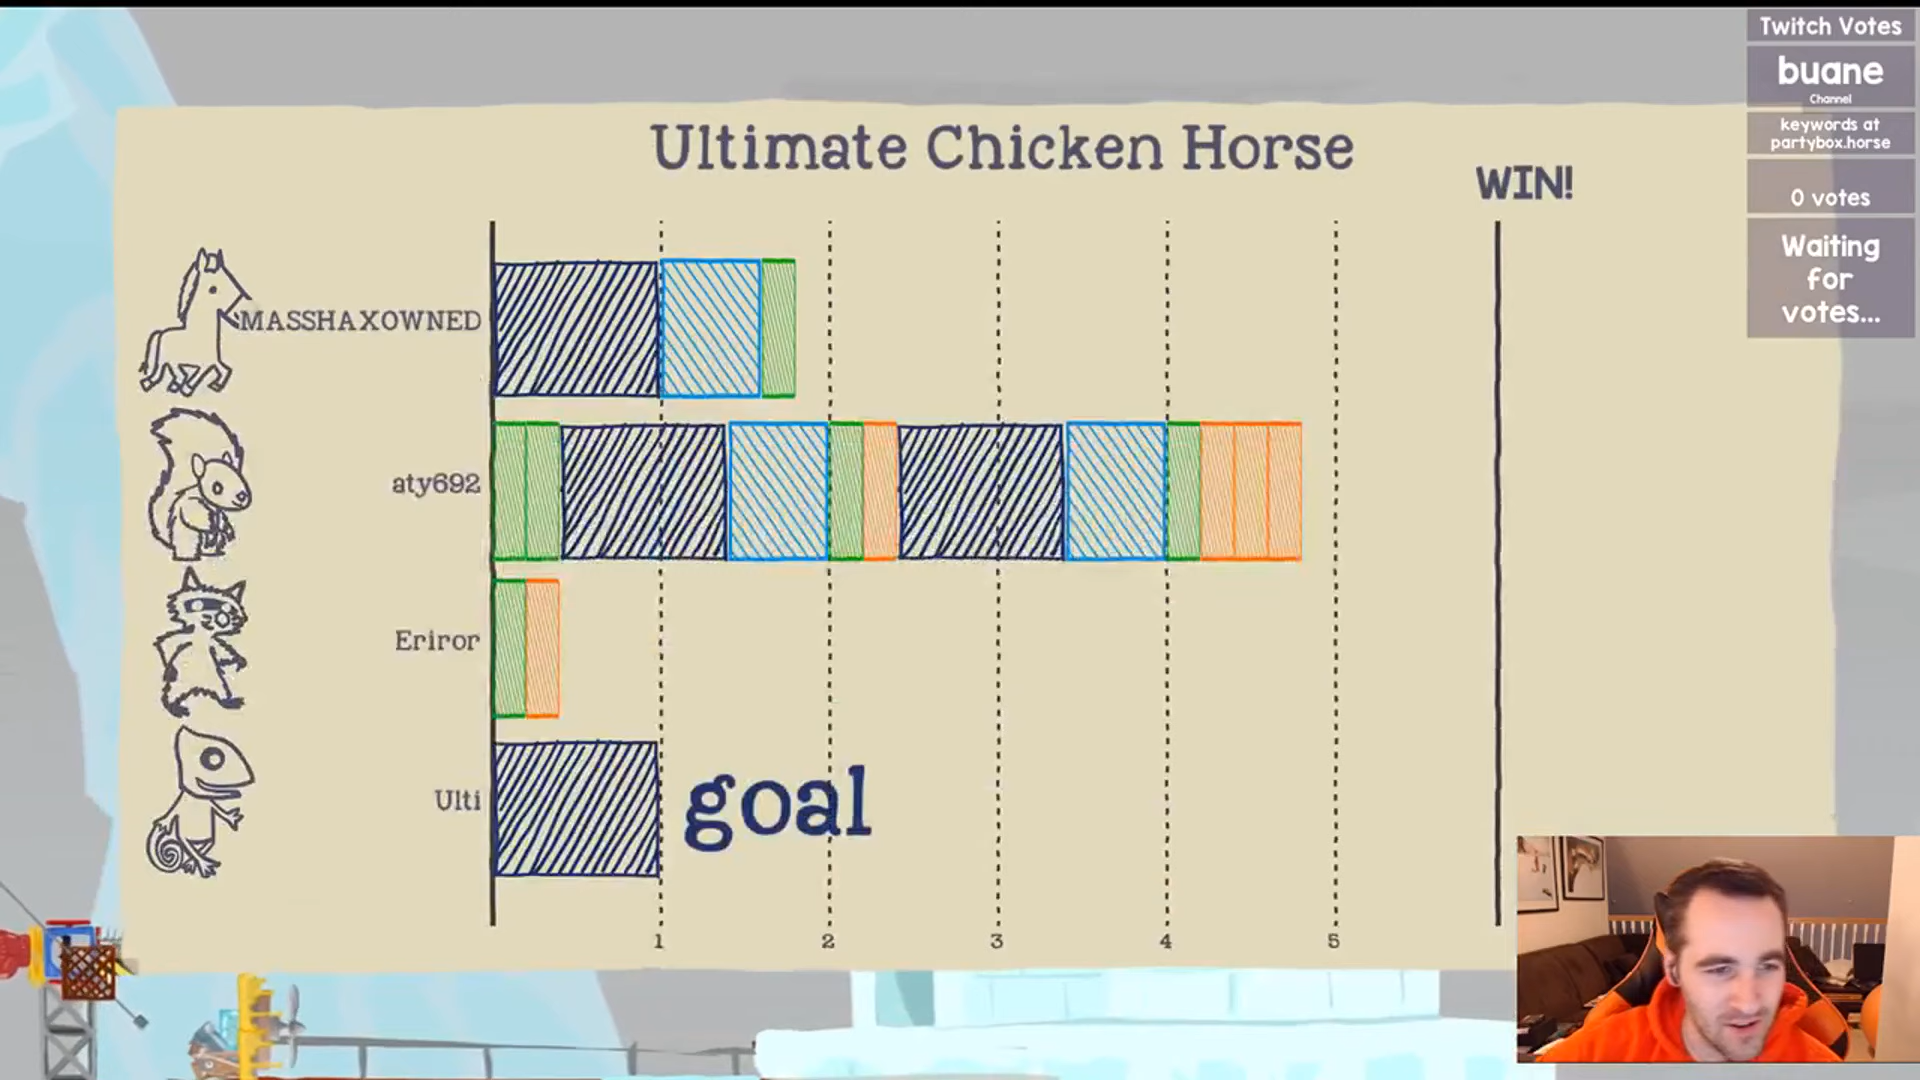 Twitch Votes
buane
Channel
keywords at
partybox.horse
0 votes
Waiting
for
votes...
Ultimate Chicken Horse
WIN!
MASSHAXOWNED
aty692
Eriror
Ulti
goal
1 2 3 4 5